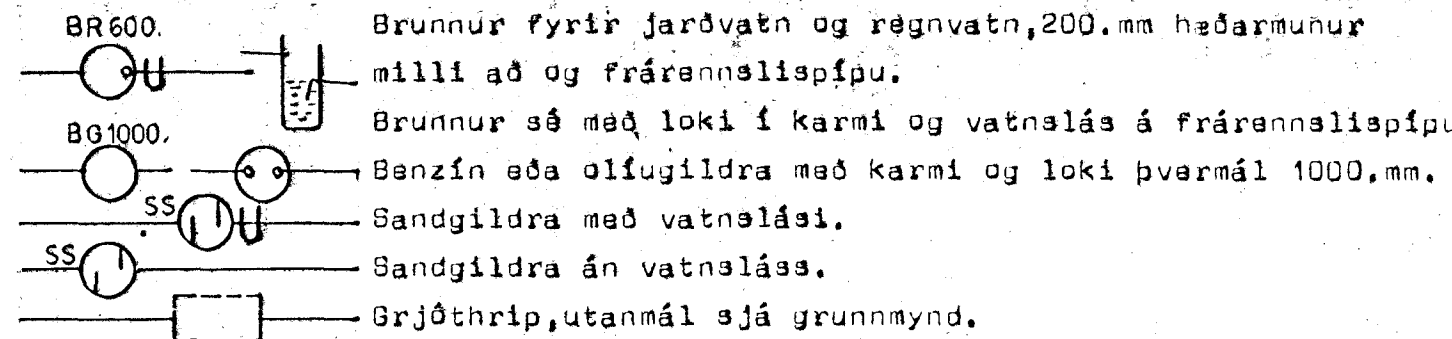 BR600. Brunnur fyrir jarðvatn og regnvatn,200.mm hæðarmunur
milli að og frárennslispípu.
Brunnur sé með loki í karmi og vatnslás á frárennslispípu
BG1000.
Benzín eða olíugildra með karmi og loki þvermál 1000.mm.
SS Sandgildra með vatnslási.
SS Sandgildra án vatnsláss.
Grjóthrip,utanmál sjá grunnmynd.